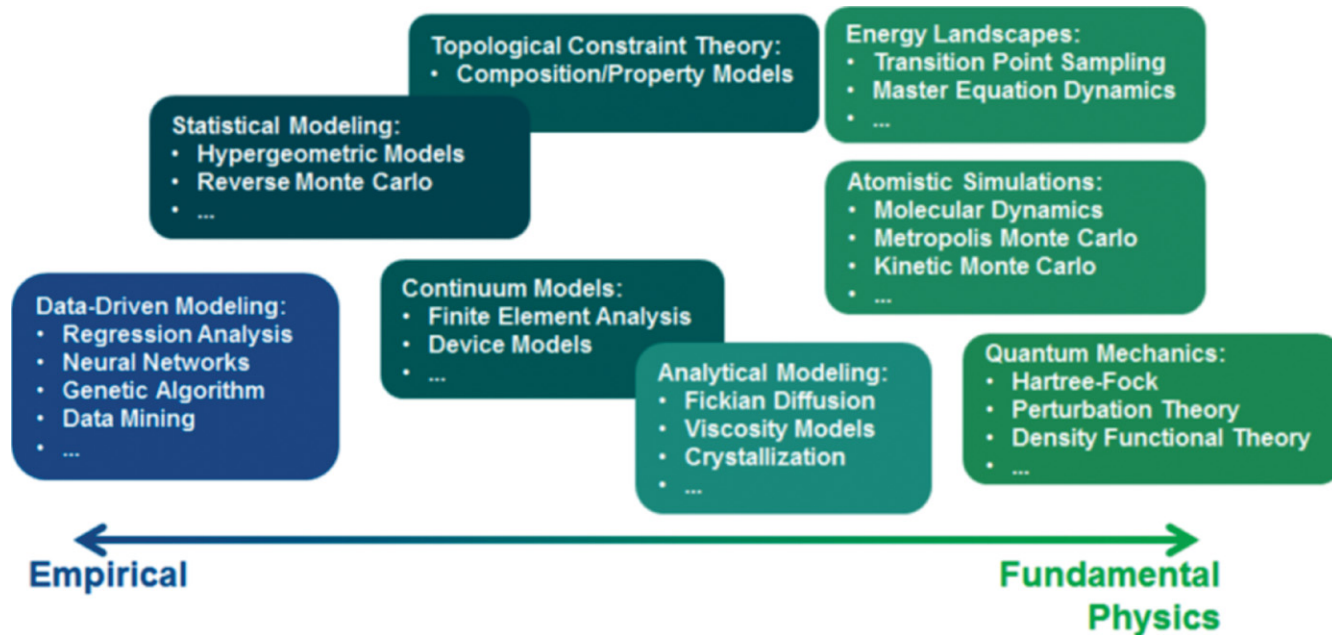 Topological Constraint Theory:
• Composition/Property Models
Energy Landscapes:
• Transition Point Sampling
• Master Equation Dynamics
• ...
Statistical Modeling:
• Hypergeometric Models
• Reverse Monte Carlo
• ...
Atomistic Simulations:
• Molecular Dynamics
• Metropolis Monte Carlo
• Kinetic Monte Carlo
• ...
Data-Driven Modeling:
• Regression Analysis
• Neural Networks
• Genetic Algorithm
• Data Mining
• ...
Continuum Models:
• Finite Element Analysis
• Device Models
• ...
Analytical Modeling:
• Fickian Diffusion
• Viscosity Models
• Crystallization
• ...
Quantum Mechanics:
• Hartree-Fock
• Perturbation Theory
• Density Functional Theory
• ...
Empirical
Fundamental
Physics